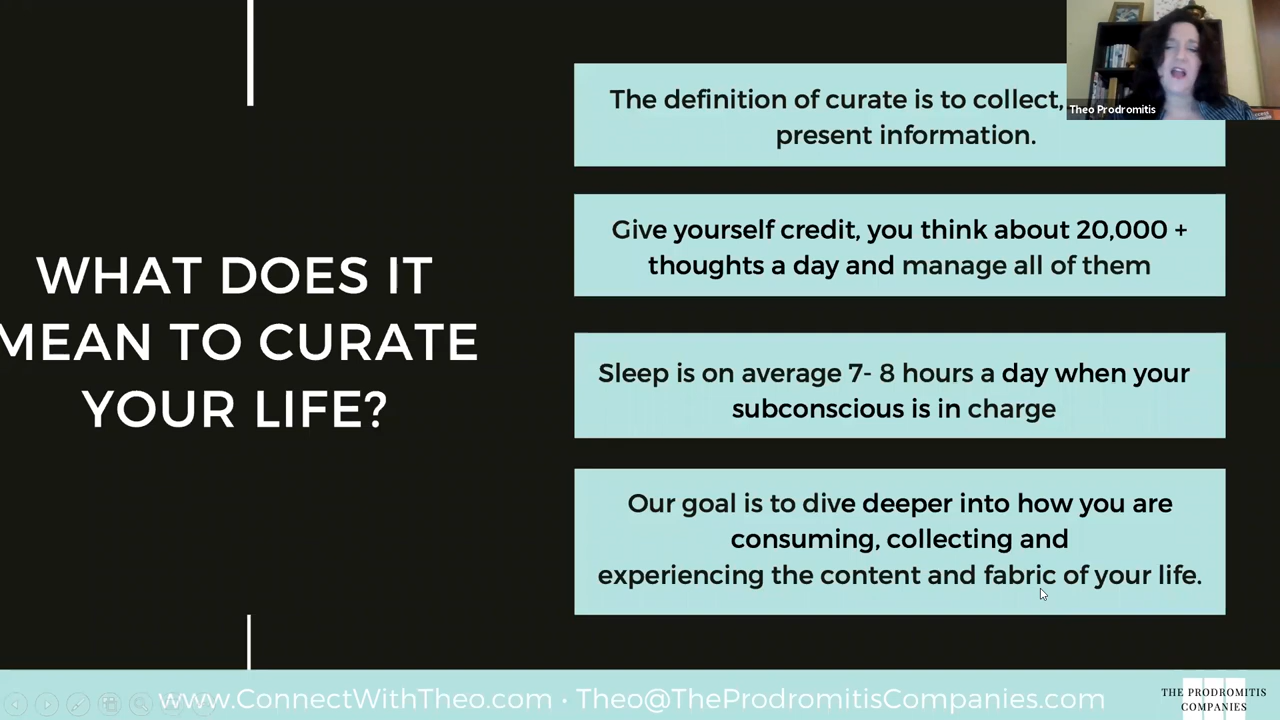 WHAT DOES IT
MEAN TO CURATE
YOUR LIFE?
The definition of curate is to collect,
present information.
Give yourself credit, you think about 20,000 +
thoughts a day and manage all of them
Sleep is on average 7- 8 hours a day when your
subconscious is in charge
Our goal is to dive deeper into how you are
consuming, collecting and
experiencing the content and fabric of your life.
Theo Prodromitis
www.ConnectWithTheo.com · Theo@TheProdromitisCompanies.com
THE PRODROMITIS
COMPANIES